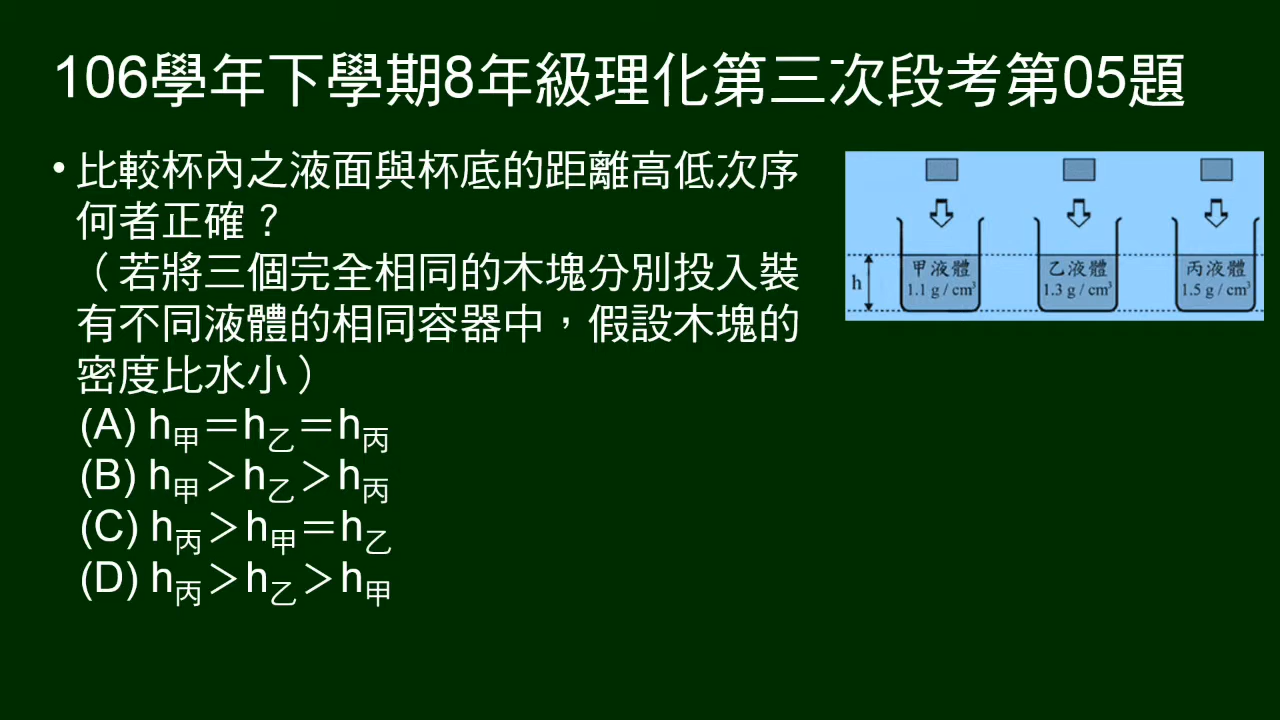 106學年下學期8年級理化第三次段考第05題
• 比較杯內之液面與杯底的距離高低次序
何者正確？
（若將三個完全相同的木塊分別投入裝
有不同液體的相同容器中，假設木塊的
密度比水小）
(A) h甲＝h乙＝h丙
(B) h甲＞h乙＞h丙
(C) h丙＞h甲＝h乙
(D) h丙＞h乙＞h甲
h
甲液體
1.1 g / cm³
乙液體
1.3 g / cm³
丙液體
1.5 g / cm³